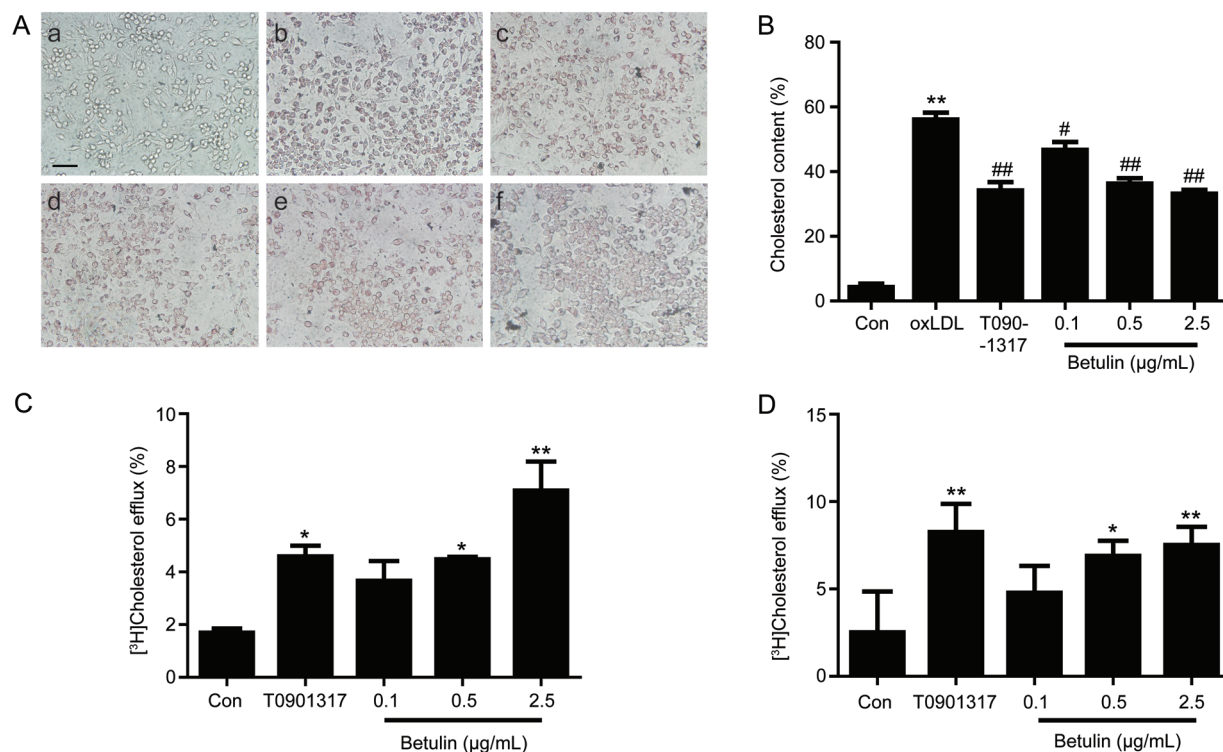 A
a
b
c
d
e
f
B
Cholesterol content (%)
80
60
40
20
0
**
##
#
##
##
Con
oxLDL
T090-
-1317
0.1
0.5
2.5
Betulin (µg/mL)
C
[³H]Cholesterol efflux (%)
10
8
6
4
2
0
*
*
**
Con
T0901317
0.1
0.5
2.5
Betulin (µg/mL)
D
[³H]Cholesterol efflux (%)
15
10
5
0
**
*
**
Con
T0901317
0.1
0.5
2.5
Betulin (µg/mL)